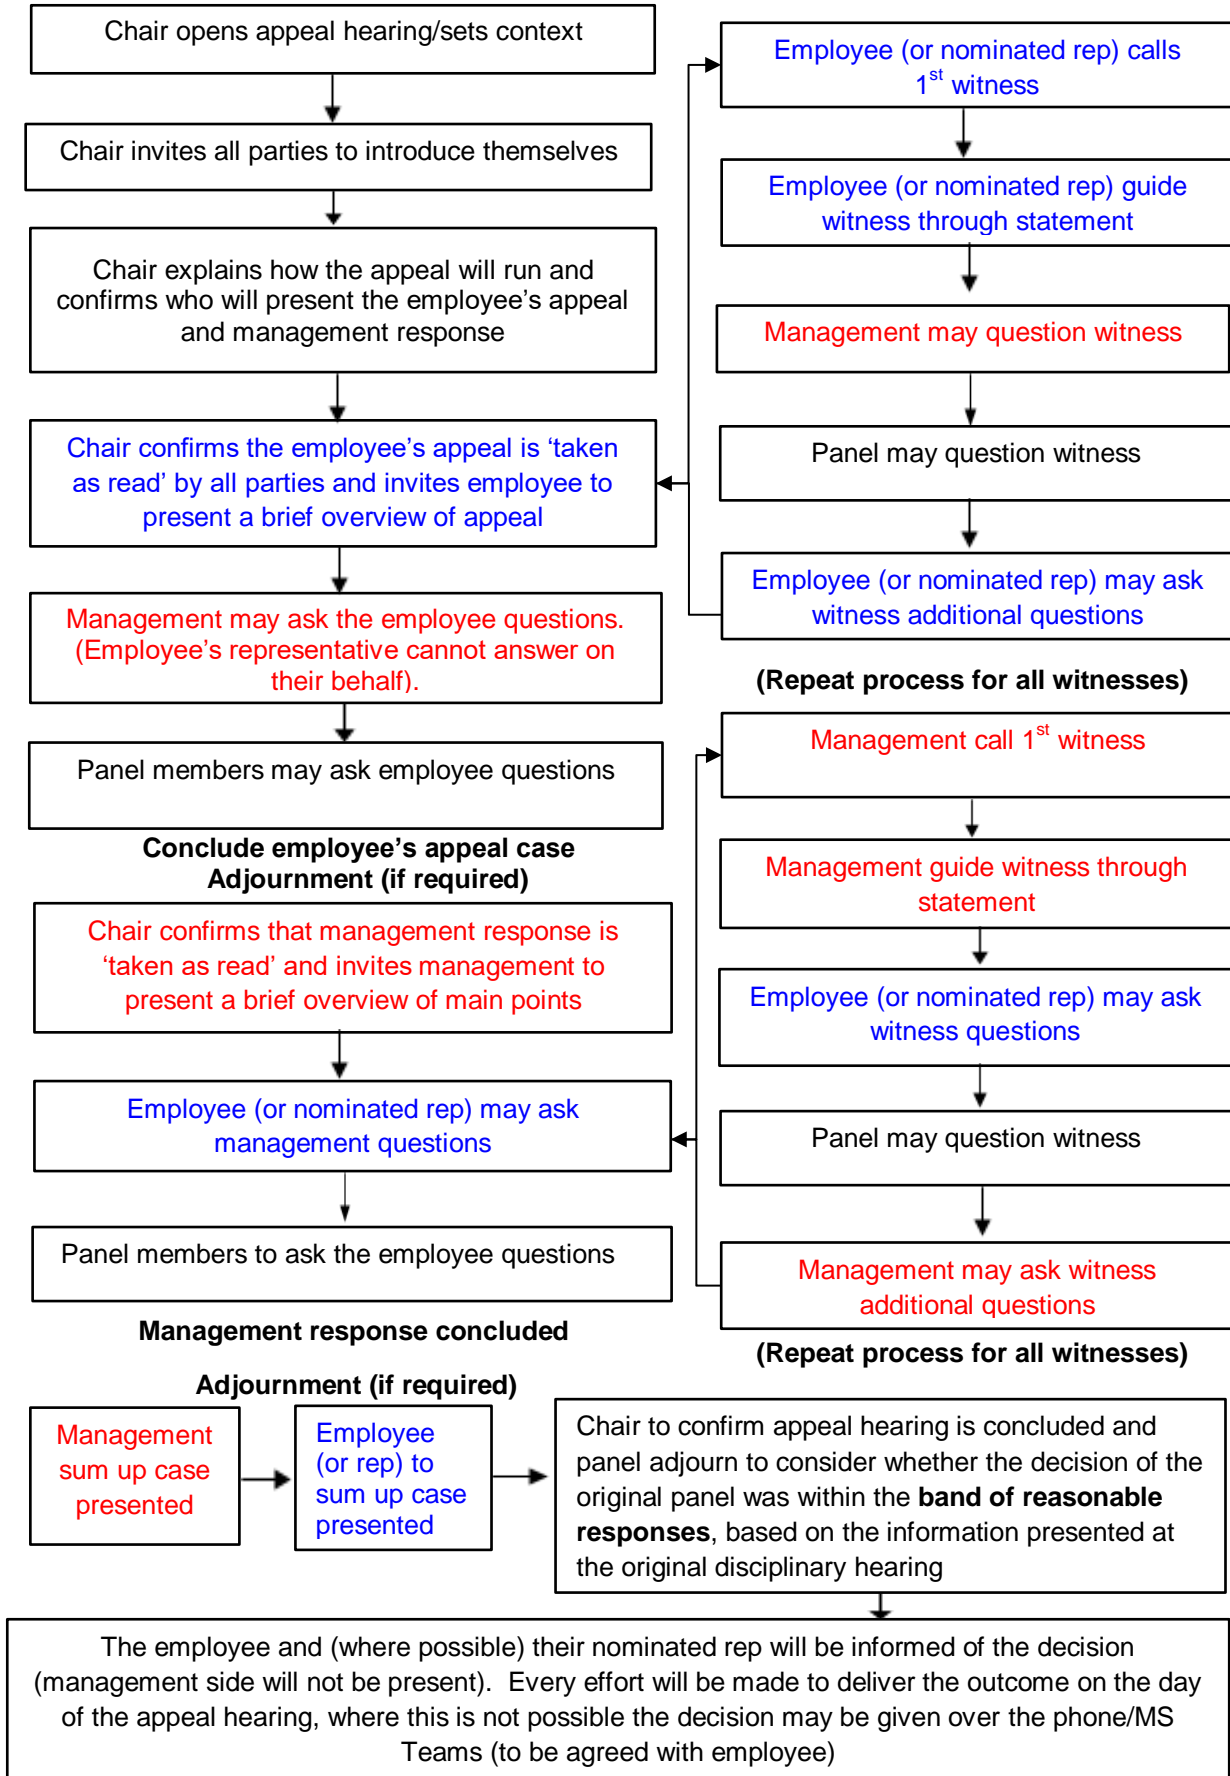 Chair opens appeal hearing/sets context
Chair invites all parties to introduce themselves
Chair explains how the appeal will run and
confirms who will present the employee’s appeal
and management response
Chair confirms the employee’s appeal is ‘taken
as read’ by all parties and invites employee to
present a brief overview of appeal
Management may ask the employee questions.
(Employee’s representative cannot answer on
their behalf).
Panel members may ask employee questions
Conclude employee’s appeal case
Adjournment (if required)
Employee (or nominated rep) calls
1st witness
Employee (or nominated rep) guide
witness through statement
Management may question witness
Panel may question witness
Employee (or nominated rep) may ask
witness additional questions
(Repeat process for all witnesses)
Chair confirms that management response is
‘taken as read’ and invites management to
present a brief overview of main points
Employee (or nominated rep) may ask
management questions
Panel members to ask the employee questions
Management response concluded
Adjournment (if required)
Management call 1st witness
Management guide witness through
statement
Employee (or nominated rep) may ask
witness questions
Panel may question witness
Management may ask witness
additional questions
(Repeat process for all witnesses)
Management
sum up case
presented
Employee
(or rep) to
sum up case
presented
Chair to confirm appeal hearing is concluded and
panel adjourn to consider whether the decision of the
original panel was within the band of reasonable
responses, based on the information presented at
the original disciplinary hearing
The employee and (where possible) their nominated rep will be informed of the decision
(management side will not be present).  Every effort will be made to deliver the outcome on the day
of the appeal hearing, where this is not possible the decision may be given over the phone/MS
Teams (to be agreed with employee)